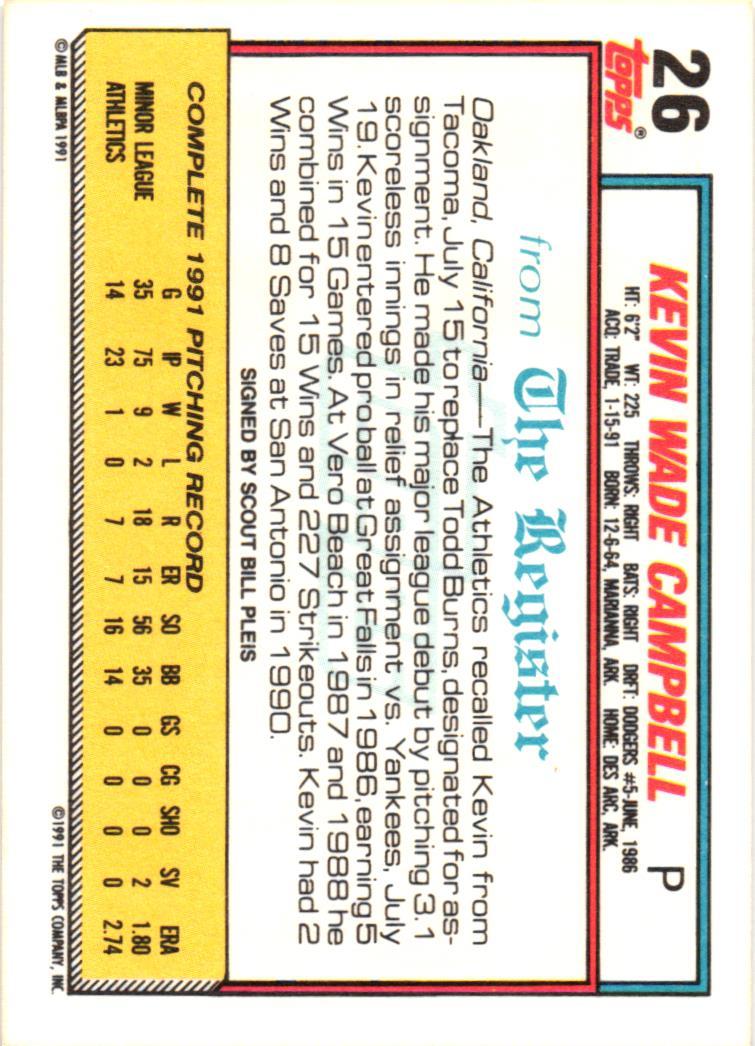 26
topps®
KEVIN WADE CAMPBELL P
HT: 6'2" WT: 225 THROWS: RIGHT BATS: RIGHT DRFT: DODGERS #5-JUNE, 1986
ACQ: TRADE, 1-15-91 BORN: 12-6-64, MARIANNA, ARK. HOME: DES ARC, ARK.
from The Register
Oakland, California—The Athletics recalled Kevin from
Tacoma, July 15 to replace Todd Burns, designated for as-
signment. He made his major league debut by pitching 3.1
scoreless innings in relief assignment vs. Yankees, July
19. Kevin entered pro ball at Great Falls in 1986, earning 5
Wins in 15 Games. At Vero Beach in 1987 and 1988 he
combined for 15 Wins and 227 Strikeouts. Kevin had 2
Wins and 8 Saves at San Antonio in 1990.
SIGNED BY SCOUT BILL PLEIS
COMPLETE 1991 PITCHING RECORD
G IP W L R ER SO BB GS CG SHO SV ERA
MINOR LEAGUE 35 75 9 2 18 15 56 35 0 0 0 2 1.80
ATHLETICS 14 23 1 0 7 7 16 14 0 0 0 0 2.74
© MLB & MLBPA 1991 ©1991 THE TOPPS COMPANY, INC.